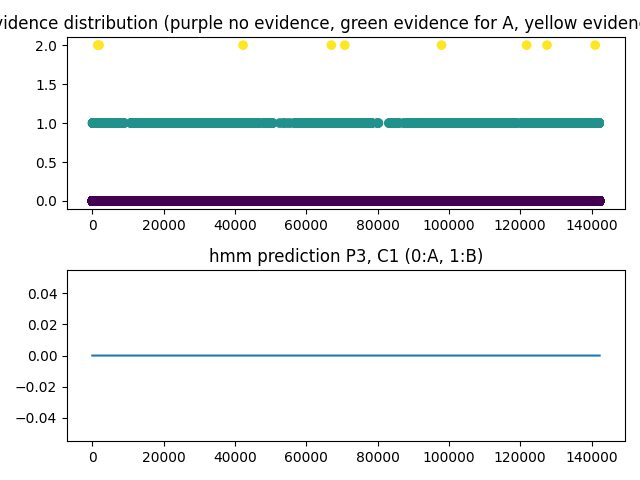 vidence distribution (purple no evidence, green evidence for A, yellow eviden
2.0
1.5
1.0
0.5
0.0
0 20000 40000 60000 80000 100000 120000 140000
hmm prediction P3, C1 (0:A, 1:B)
0.04
0.02
0.00
−0.02
−0.04
0 20000 40000 60000 80000 100000 120000 140000